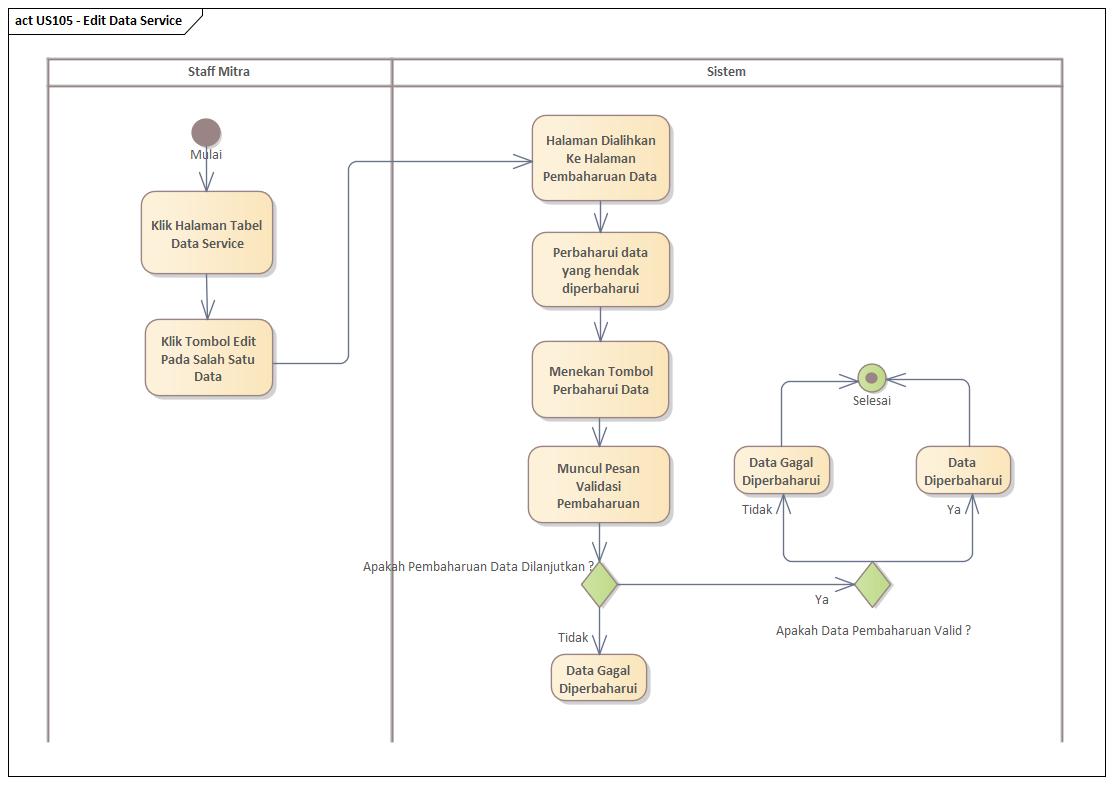 act US105 - Edit Data Service
Staff Mitra
Sistem
Mulai
Klik Halaman Tabel
Data Service
Klik Tombol Edit
Pada Salah Satu
Data
Halaman Dialihkan
Ke Halaman
Pembaharuan Data
Perbaharui data
yang hendak
diperbaharui
Menekan Tombol
Perbaharui Data
Muncul Pesan
Validasi
Pembaharuan
Apakah Pembaharuan Data Dilanjutkan ?
Tidak
Data Gagal
Diperbaharui
Ya
Apakah Data Pembaharuan Valid ?
Tidak
Data Gagal
Diperbaharui
Ya
Data
Diperbaharui
Selesai